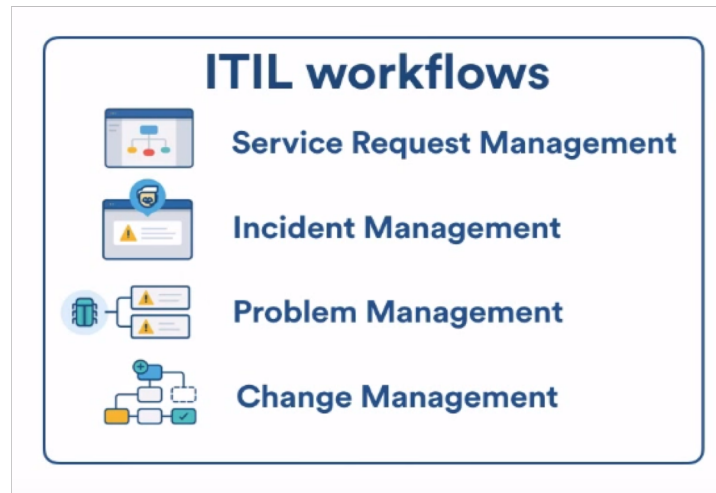 ITIL workflows
Service Request Management
Incident Management
Problem Management
Change Management